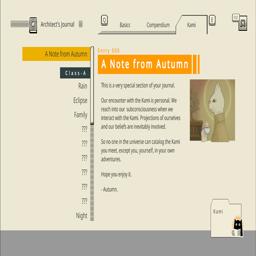 Architect's Journal
Q
Basics
Compendium
Kami
E
A Note from Autumn
Class-A
Rain
Eclipse
Family
???
???
???
???
???
???
???
Night
Entry 000
A Note from Autumn
This is a very special section of your journal.
Our encounter with the Kami is personal. We
reach into our subconsciousness when we
interact with the Kami. Projections of ourselves
and our beliefs are inevitably involved.
So no one in the universe can catalog the Kami
you meet, except you, yourself, in your own
adventures.
Hope you enjoy it.
- Autumn.
Kami